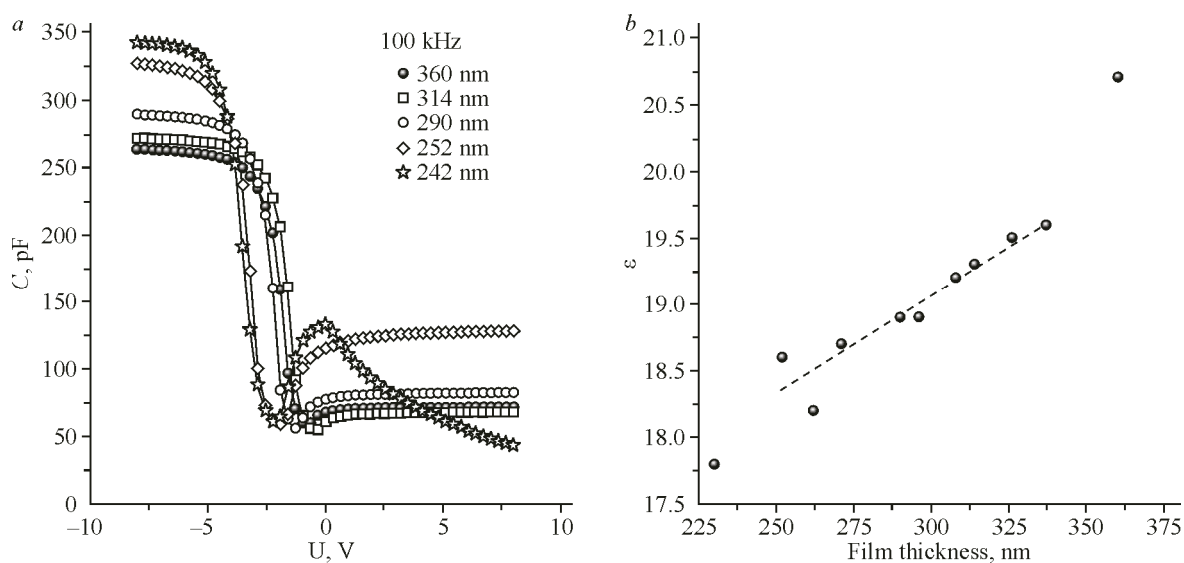 a
350
300
250
200
150
100
50
0
C, pF
–10
–5
0
5
10
U, V
100 kHz
360 nm
314 nm
290 nm
252 nm
242 nm
b
21.0
20.5
20.0
19.5
19.0
18.5
18.0
17.5
ε
225
250
275
300
325
350
375
Film thickness, nm